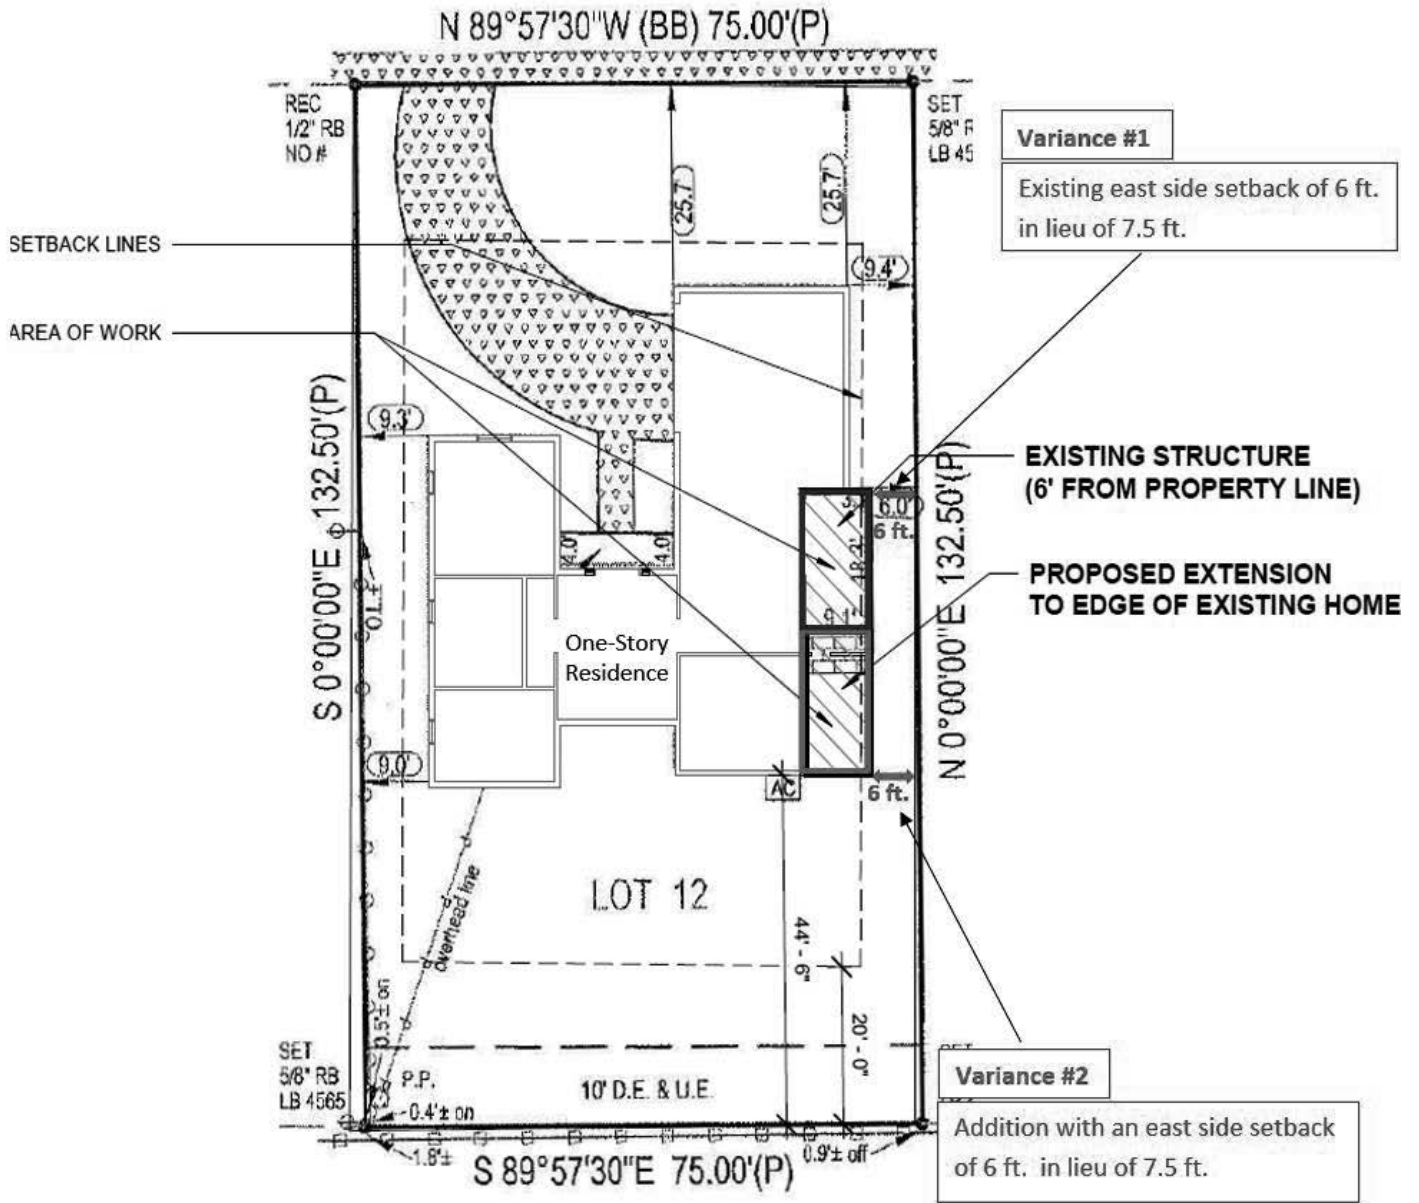 N 89°57'30"W (BB) 75.00'(P)
REC
1/2" RB
NO #
SET
5/8" R
LB 45
Variance #1
Existing east side setback of 6 ft.
in lieu of 7.5 ft.
25.7'
25.7'
SETBACK LINES
9.4'
AREA OF WORK
S 0°00'00"E 132.50'(P)
9.3'
N 0°00'00"E 132.50'(P)
EXISTING STRUCTURE
(6' FROM PROPERTY LINE)
6.0'
6 ft.
18.2'
4.0'
4.0'
PROPOSED EXTENSION
TO EDGE OF EXISTING HOME
One-Story
Residence
9.0'
AC
6 ft.
LOT 12
overhead line
44' - 6"
20' - 0"
0.5'± on
SET
5/8" RB
LB 4565
P.P.
0.4'± on
10' D.E. & U.E.
1.8'±
S 89°57'30"E 75.00'(P)
0.9'± off
Variance #2
Addition with an east side setback
of 6 ft. in lieu of 7.5 ft.